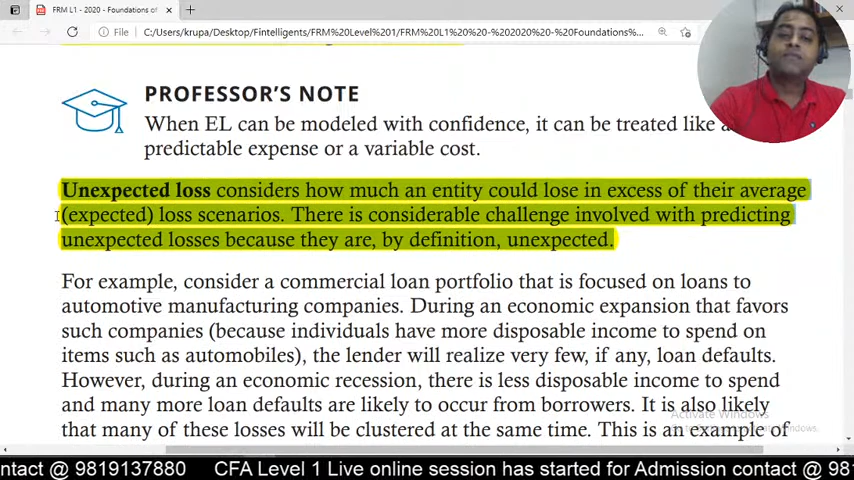 FRM L1 - 2020 - Foundations of
File
C:/Users/krupa/Desktop/Fintelligents/FRM%20Level%201/FRM%20L1%20%20-%202020%20-%20Foundations%...
PROFESSOR'S NOTE
When EL can be modeled with confidence, it can be treated like a
predictable expense or a variable cost.
Unexpected loss considers how much an entity could lose in excess of their average
(expected) loss scenarios. There is considerable challenge involved with predicting
unexpected losses because they are, by definition, unexpected.
For example, consider a commercial loan portfolio that is focused on loans to
automotive manufacturing companies. During an economic expansion that favors
such companies (because individuals have more disposable income to spend on
items such as automobiles), the lender will realize very few, if any, loan defaults.
However, during an economic recession, there is less disposable income to spend
and many more loan defaults are likely to occur from borrowers. It is also likely
Activate Windows
that many of these losses will be clustered at the same time. This is an example of
ntact @ 9819137880 CFA Level 1 Live online session has started for Admission contact @ 981